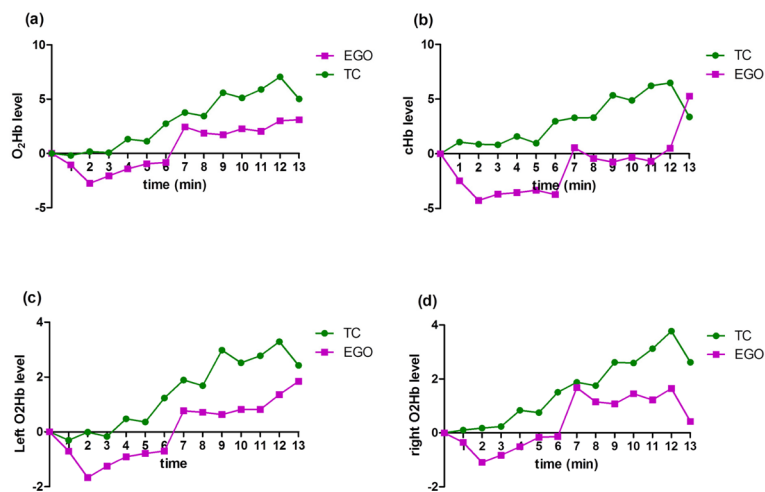 (a)
10
5
0
-5
O₂Hb level
1 2 3 4 5 6 7 8 9 10 11 12 13
time (min)
EGO
TC
(b)
10
5
0
-5
cHb level
1 2 3 4 5 6 7 8 9 10 11 12 13
time (min)
TC
EGO
(c)
4
2
0
-2
Left O2Hb level
1 2 3 4 5 6 7 8 9 10 11 12 13
time
TC
EGO
(d)
4
2
0
-2
right O2Hb level
1 2 3 4 5 6 7 8 9 10 11 12 13
time (min)
TC
EGO